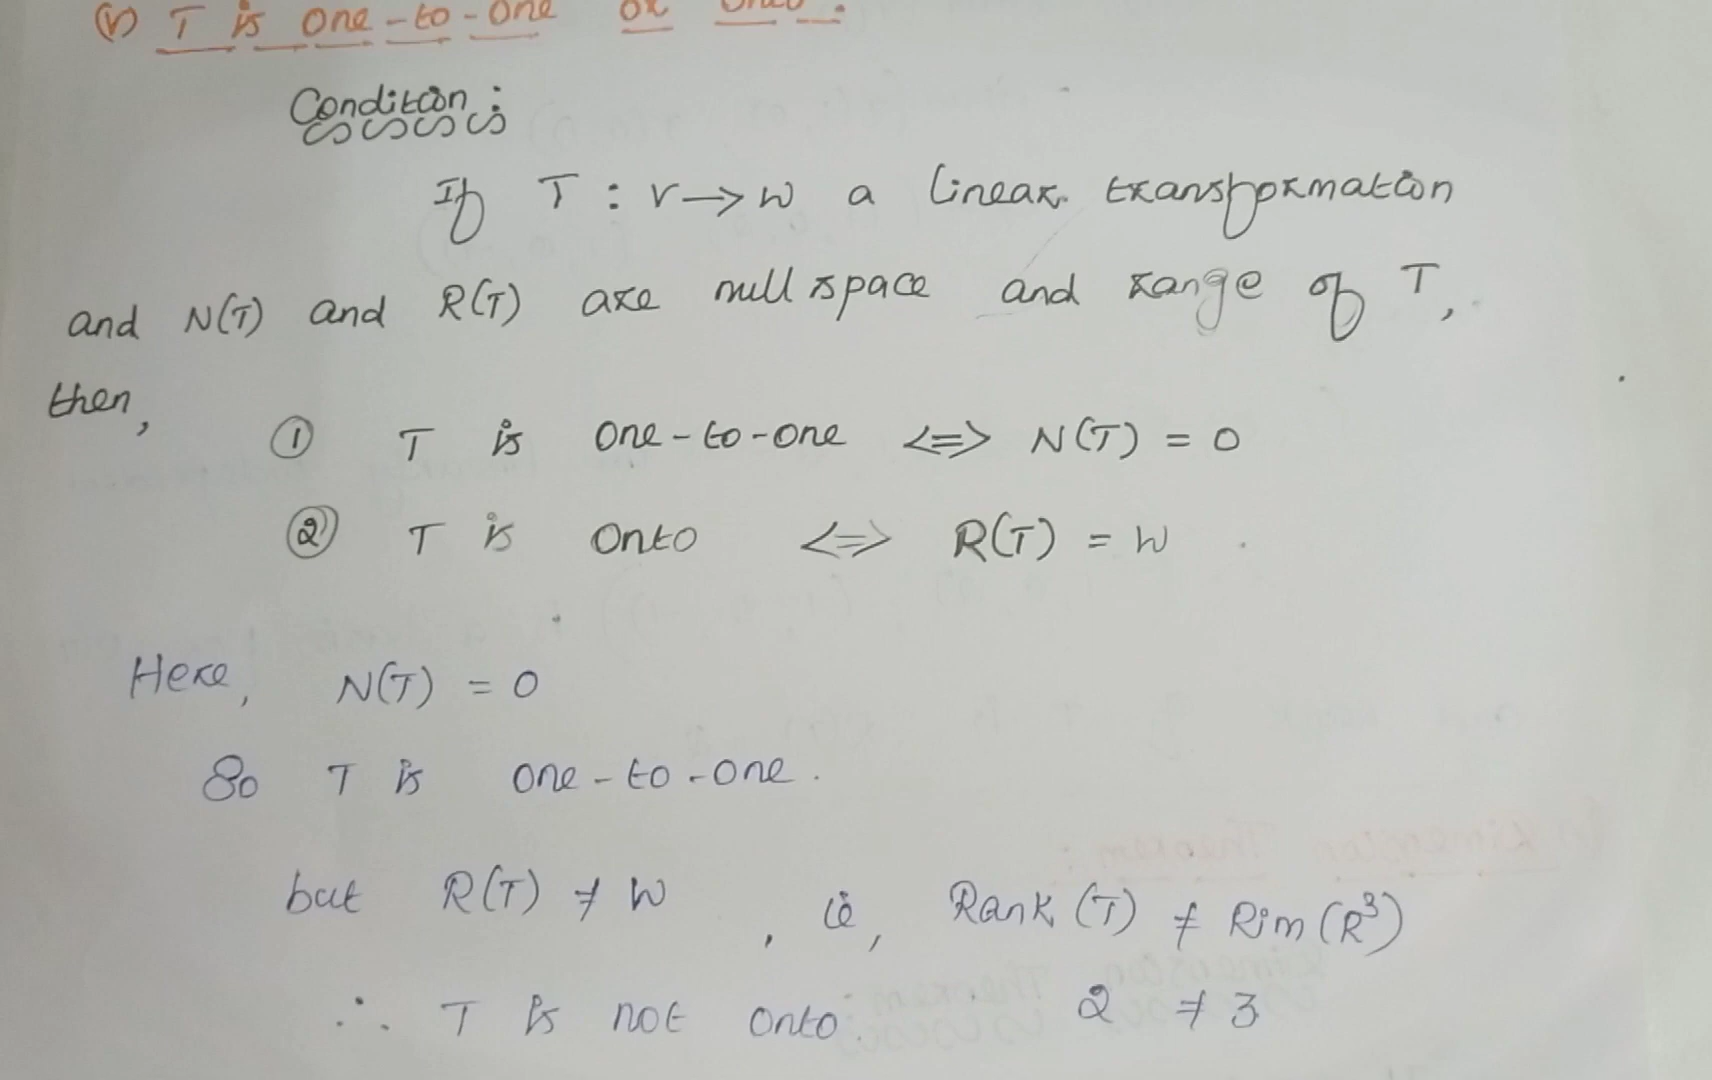 (v) T is one-to-one or onto :
Condition :
If T : V → W a linear transformation
and N(T) and R(T) are null space and range of T,
then,
① T is one-to-one <=> N(T) = 0
② T is onto <=> R(T) = W
Here, N(T) = 0
So T is one-to-one.
but R(T) ≠ W , ie, Rank (T) ≠ Rim (R³)
∴ T is not onto. 2 ≠ 3